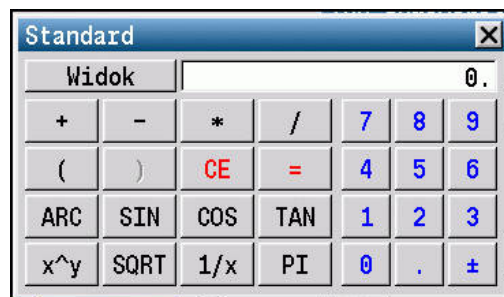 Standard
Widok 0.
+ - * / 7 8 9
( ) CE = 4 5 6
ARC SIN COS TAN 1 2 3
x^y SQRT 1/x PI 0 . ±